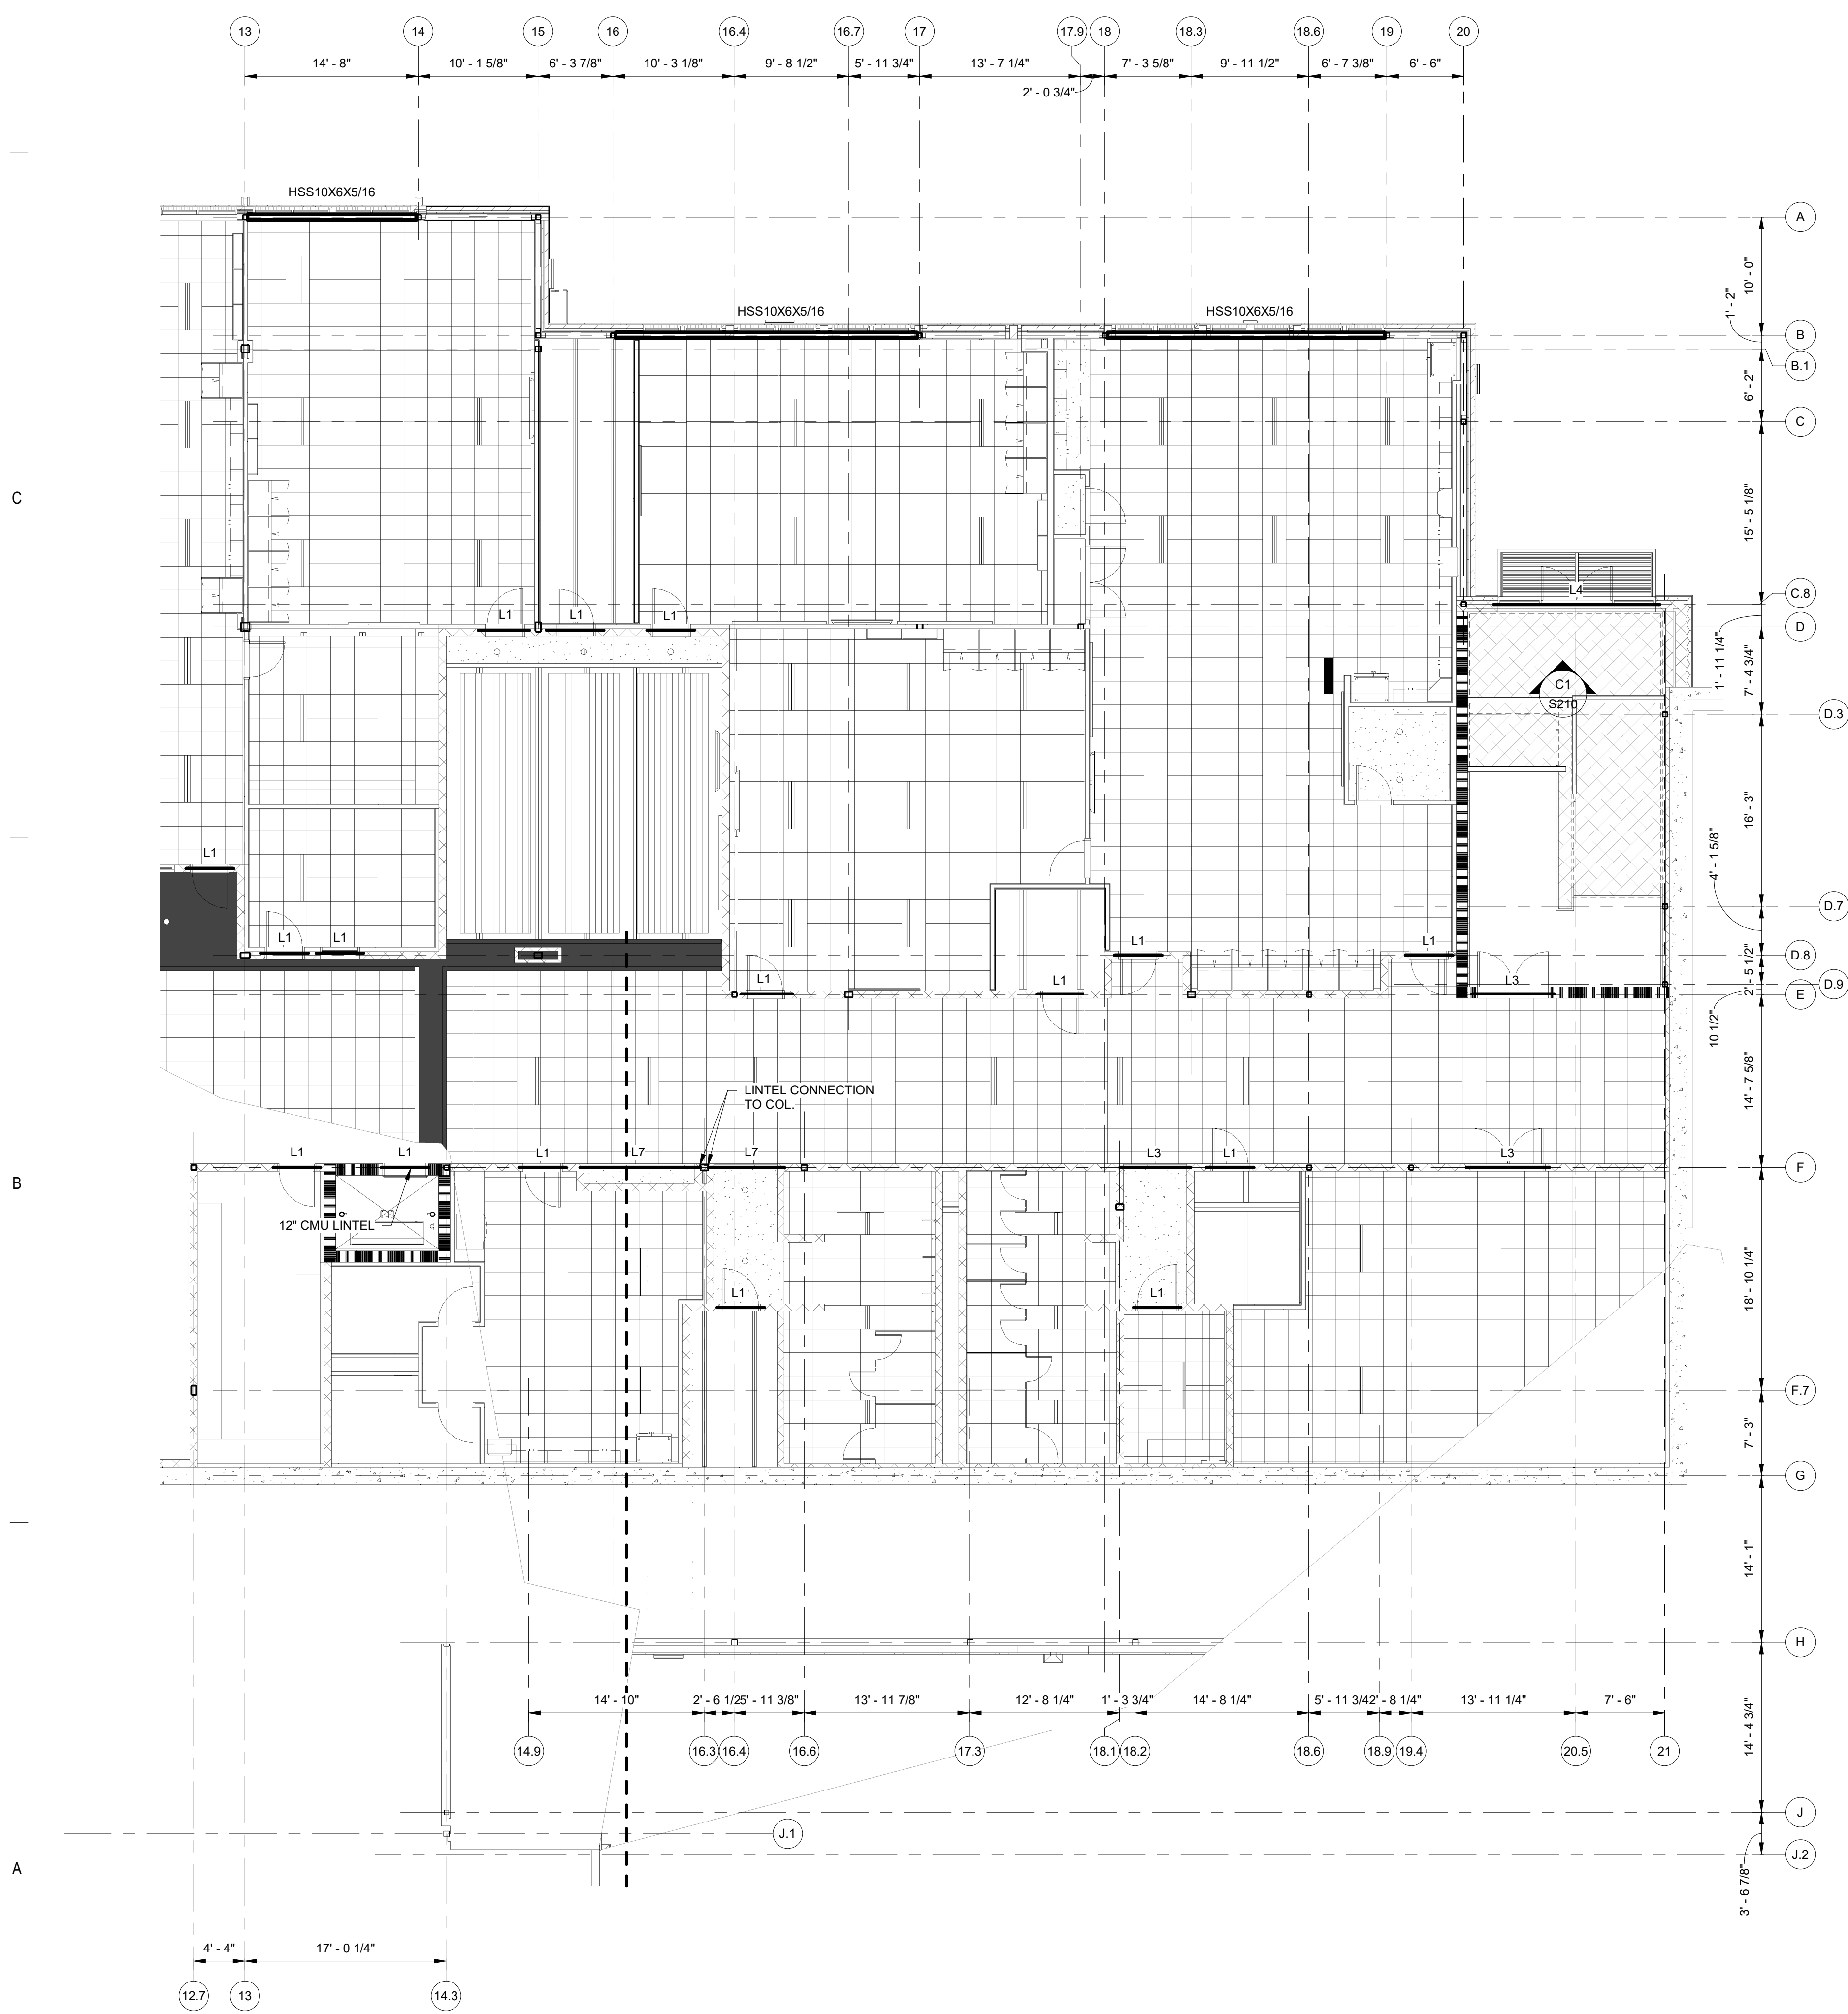 13 14 15 16 16.4 16.7 17 17.9 18 18.3 18.6 19 20
14' - 8" 10' - 1 5/8" 6' - 3 7/8" 10' - 3 1/8" 9' - 8 1/2" 5' - 11 3/4" 13' - 7 1/4" 7' - 3 5/8" 9' - 11 1/2" 6' - 7 3/8" 6' - 6"
2' - 0 3/4"
HSS10X6X5/16
A
10' - 0"
1' - 2"
HSS10X6X5/16 HSS10X6X5/16
B
B.1
6' - 2"
C
C
15' - 5 1/8"
L4
C.8
L1 L1 L1
D
1' - 11 1/4"
7' - 4 3/4"
C1
S210
D.3
16' - 3"
L1
4' - 1 5/8"
D.7
L1 L1 L1 L1
D.8
2' - 5 1/2"
L1 L1 L3
D.9
E
10 1/2"
14' - 7 5/8"
LINTEL CONNECTION
TO COL.
L1 L1 L1 L7 L7 L3 L1 L3
F
B
12" CMU LINTEL
L1 L1
18' - 10 1/4"
F.7
7' - 3"
G
14' - 1"
H
14' - 10" 2' - 6 1/2 5' - 11 3/8" 13' - 11 7/8" 12' - 8 1/4" 1' - 3 3/4" 14' - 8 1/4" 5' - 11 3/4 2' - 8 1/4" 13' - 11 1/4" 7' - 6"
14' - 4 3/4"
14.9 16.3 16.4 16.6 17.3 18.1 18.2 18.6 18.9 19.4 20.5 21
J
J.1
J.2
A
3' - 6 7/8"
4' - 4" 17' - 0 1/4"
12.7 13 14.3